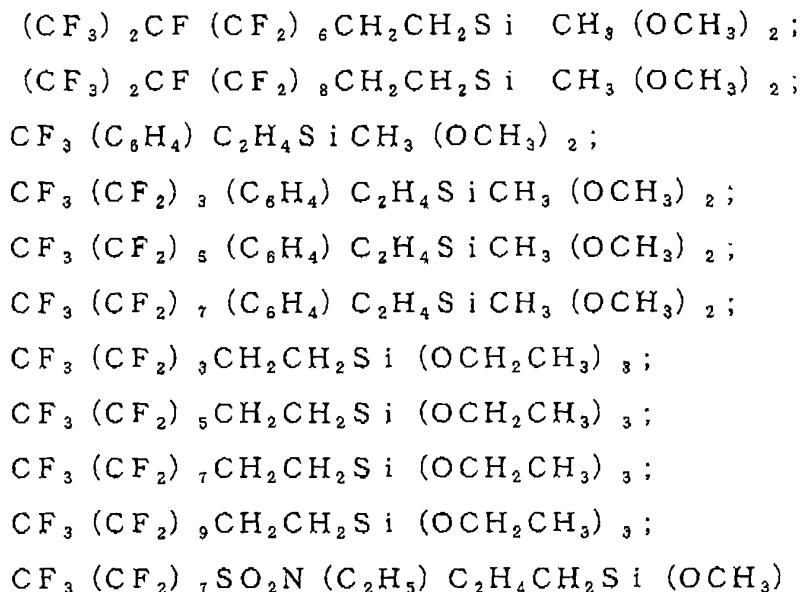 (CF₃)₂CF(CF₂)₆CH₂CH₂Si CH₃(OCH₃)₂;
(CF₃)₂CF(CF₂)₈CH₂CH₂Si CH₃(OCH₃)₂;
CF₃(C₆H₄)C₂H₄SiCH₃(OCH₃)₂;
CF₃(CF₂)₃(C₆H₄)C₂H₄SiCH₃(OCH₃)₂;
CF₃(CF₂)₅(C₆H₄)C₂H₄SiCH₃(OCH₃)₂;
CF₃(CF₂)₇(C₆H₄)C₂H₄SiCH₃(OCH₃)₂;
CF₃(CF₂)₃CH₂CH₂Si(OCH₂CH₃)₃;
CF₃(CF₂)₅CH₂CH₂Si(OCH₂CH₃)₃;
CF₃(CF₂)₇CH₂CH₂Si(OCH₂CH₃)₃;
CF₃(CF₂)₉CH₂CH₂Si(OCH₂CH₃)₃;
CF₃(CF₂)₇SO₂N(C₂H₅)C₂H₄CH₂Si(OCH₃)